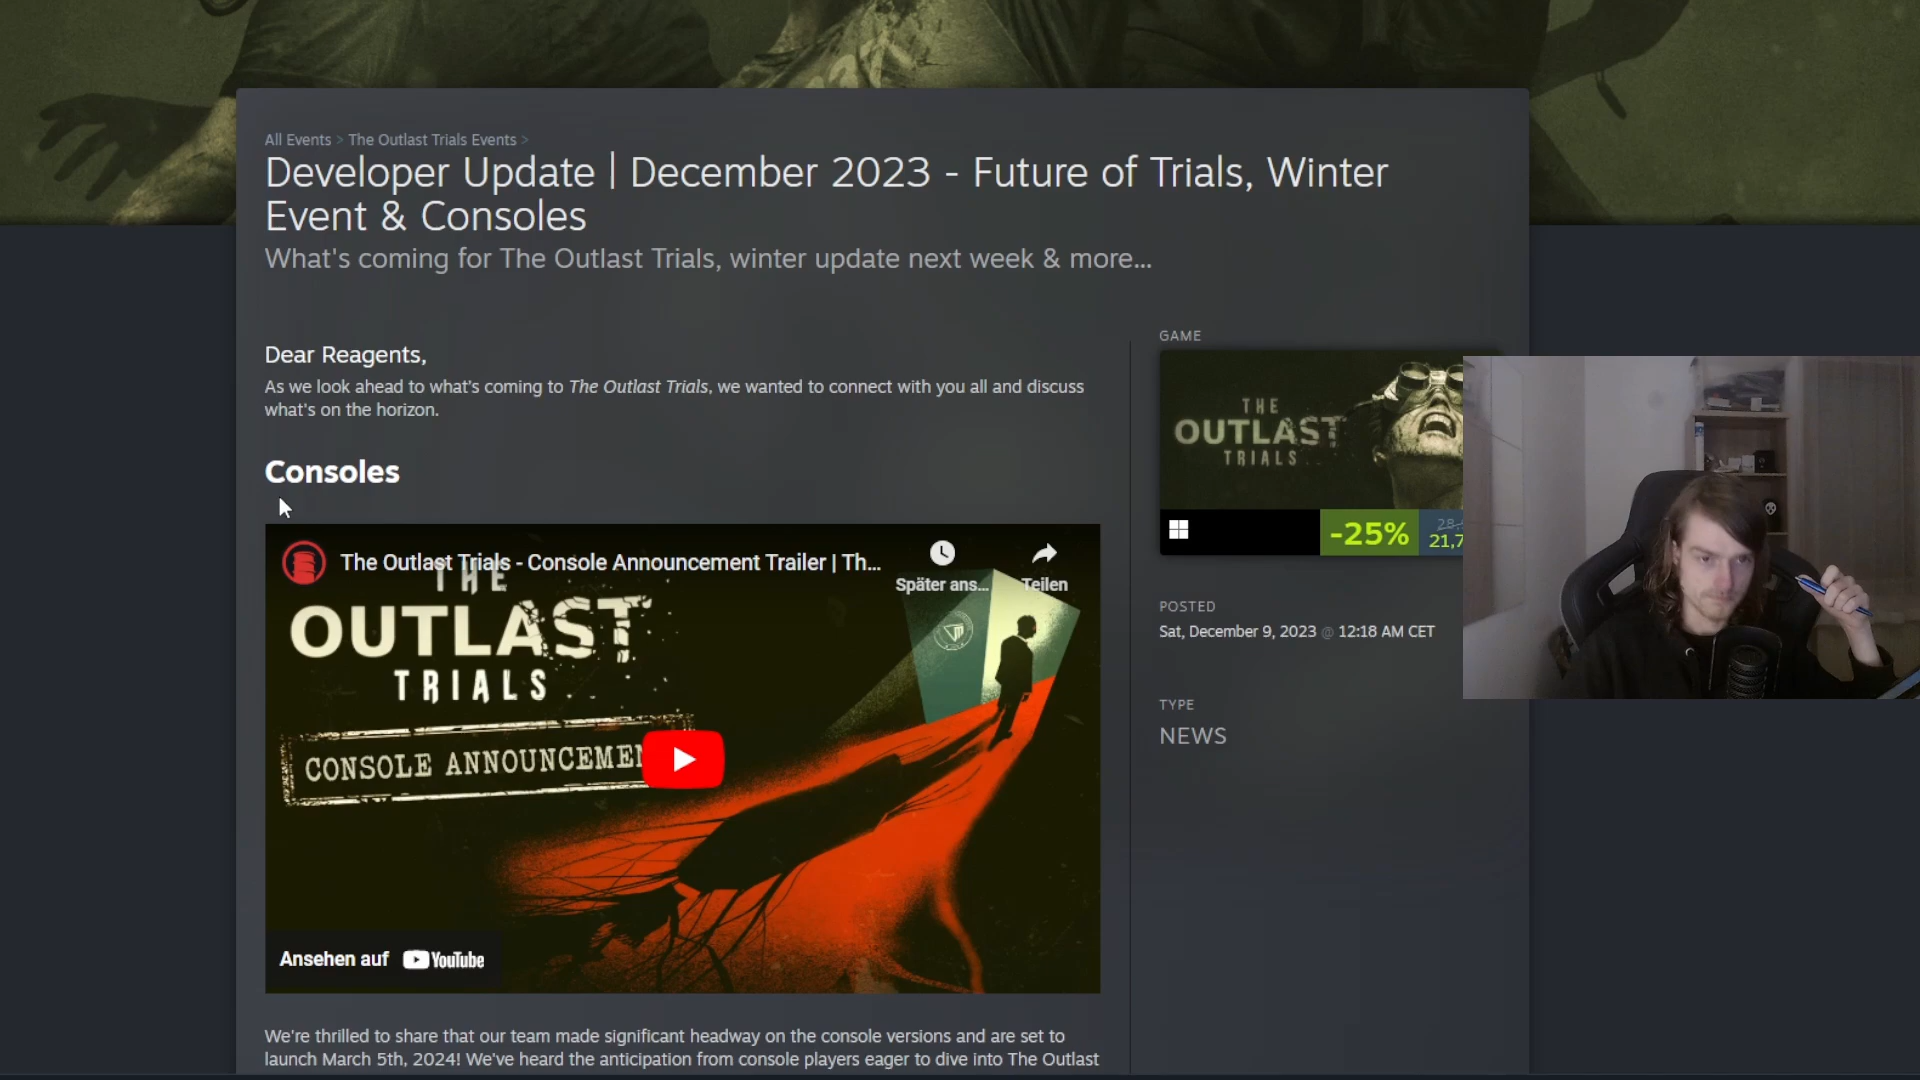 All Events > The Outlast Trials Events >
Developer Update | December 2023 - Future of Trials, Winter
Event & Consoles
What's coming for The Outlast Trials, winter update next week & more...
Dear Reagents,
As we look ahead to what's coming to The Outlast Trials, we wanted to connect with you all and discuss
what's on the horizon.
Consoles
The Outlast Trials - Console Announcement Trailer | Th...
Später ans...
Teilen
THE
OUTLAST
TRIALS
CONSOLE ANNOUNCEMEN
Ansehen auf YouTube
We're thrilled to share that our team made significant headway on the console versions and are set to
launch March 5th, 2024! We've heard the anticipation from console players eager to dive into The Outlast
GAME
THE
OUTLAST
TRIALS
-25%
28,
21,7
POSTED
Sat, December 9, 2023 @ 12:18 AM CET
TYPE
NEWS